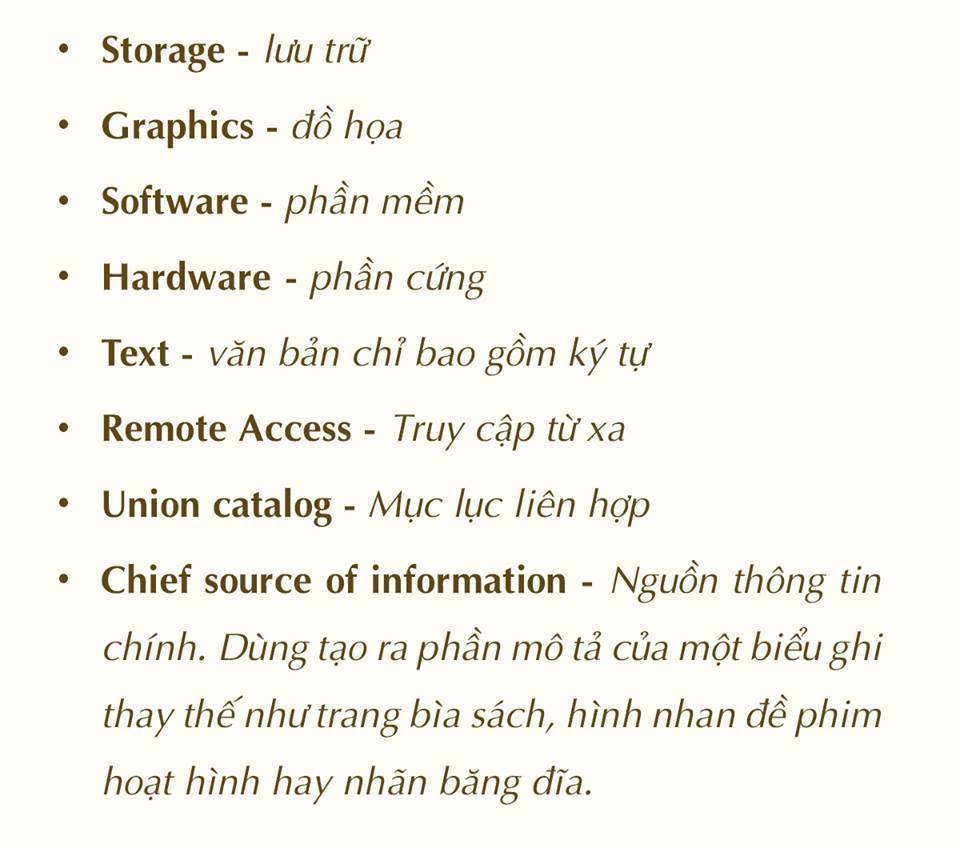 • Storage - lưu trữ
• Graphics - đồ họa
• Software - phần mềm
• Hardware - phần cứng
• Text - văn bản chỉ bao gồm ký tự
• Remote Access - Truy cập từ xa
• Union catalog - Mục lục liên hợp
• Chief source of information - Nguồn thông tin
chính. Dùng tạo ra phần mô tả của một biểu ghi
thay thế như trang bìa sách, hình nhan đề phim
hoạt hình hay nhãn băng đĩa.